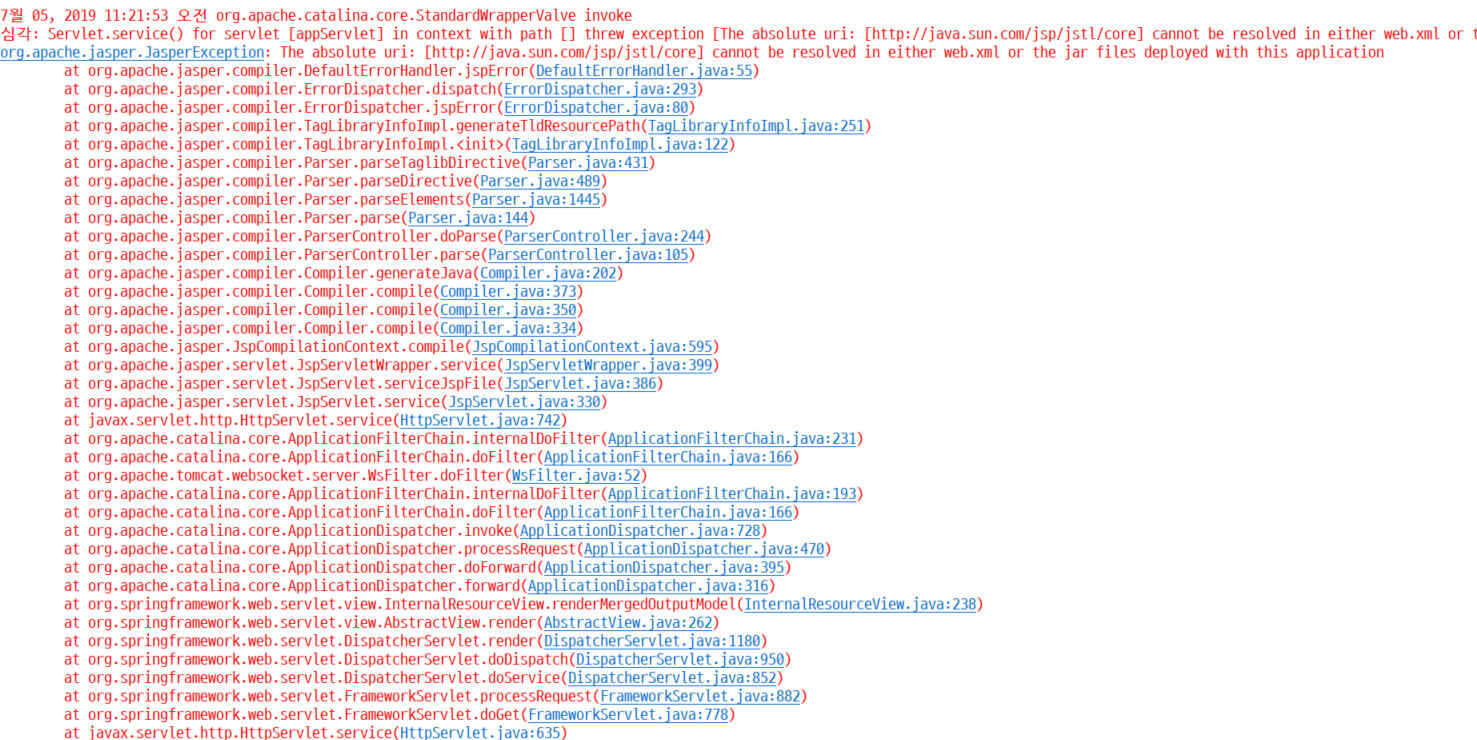 7월 05, 2019 11:21:53 오전 org.apache.catalina.core.StandardWrapperValve invoke
심각: Servlet.service() for servlet [appServlet] in context with path [] threw exception [The absolute uri: [http://java.sun.com/jsp/jstl/core] cannot be resolved in either web.xml or t
org.apache.jasper.JasperException: The absolute uri: [http://java.sun.com/jsp/jstl/core] cannot be resolved in either web.xml or the jar files deployed with this application
at org.apache.jasper.compiler.DefaultErrorHandler.jspError(DefaultErrorHandler.java:55)
at org.apache.jasper.compiler.ErrorDispatcher.dispatch(ErrorDispatcher.java:293)
at org.apache.jasper.compiler.ErrorDispatcher.jspError(ErrorDispatcher.java:80)
at org.apache.jasper.compiler.TagLibraryInfoImpl.generateTldResourcePath(TagLibraryInfoImpl.java:251)
at org.apache.jasper.compiler.TagLibraryInfoImpl.<init>(TagLibraryInfoImpl.java:122)
at org.apache.jasper.compiler.Parser.parseTaglibDirective(Parser.java:431)
at org.apache.jasper.compiler.Parser.parseDirective(Parser.java:489)
at org.apache.jasper.compiler.Parser.parseElements(Parser.java:1445)
at org.apache.jasper.compiler.Parser.parse(Parser.java:144)
at org.apache.jasper.compiler.ParserController.doParse(ParserController.java:244)
at org.apache.jasper.compiler.ParserController.parse(ParserController.java:105)
at org.apache.jasper.compiler.Compiler.generateJava(Compiler.java:202)
at org.apache.jasper.compiler.Compiler.compile(Compiler.java:373)
at org.apache.jasper.compiler.Compiler.compile(Compiler.java:350)
at org.apache.jasper.compiler.Compiler.compile(Compiler.java:334)
at org.apache.jasper.JspCompilationContext.compile(JspCompilationContext.java:595)
at org.apache.jasper.servlet.JspServletWrapper.service(JspServletWrapper.java:399)
at org.apache.jasper.servlet.JspServlet.serviceJspFile(JspServlet.java:386)
at org.apache.jasper.servlet.JspServlet.service(JspServlet.java:330)
at javax.servlet.http.HttpServlet.service(HttpServlet.java:742)
at org.apache.catalina.core.ApplicationFilterChain.internalDoFilter(ApplicationFilterChain.java:231)
at org.apache.catalina.core.ApplicationFilterChain.doFilter(ApplicationFilterChain.java:166)
at org.apache.tomcat.websocket.server.WsFilter.doFilter(WsFilter.java:52)
at org.apache.catalina.core.ApplicationFilterChain.internalDoFilter(ApplicationFilterChain.java:193)
at org.apache.catalina.core.ApplicationFilterChain.doFilter(ApplicationFilterChain.java:166)
at org.apache.catalina.core.ApplicationDispatcher.invoke(ApplicationDispatcher.java:728)
at org.apache.catalina.core.ApplicationDispatcher.processRequest(ApplicationDispatcher.java:470)
at org.apache.catalina.core.ApplicationDispatcher.doForward(ApplicationDispatcher.java:395)
at org.apache.catalina.core.ApplicationDispatcher.forward(ApplicationDispatcher.java:316)
at org.springframework.web.servlet.view.InternalResourceView.renderMergedOutputModel(InternalResourceView.java:238)
at org.springframework.web.servlet.view.AbstractView.render(AbstractView.java:262)
at org.springframework.web.servlet.DispatcherServlet.render(DispatcherServlet.java:1180)
at org.springframework.web.servlet.DispatcherServlet.doDispatch(DispatcherServlet.java:950)
at org.springframework.web.servlet.DispatcherServlet.doService(DispatcherServlet.java:852)
at org.springframework.web.servlet.FrameworkServlet.processRequest(FrameworkServlet.java:882)
at org.springframework.web.servlet.FrameworkServlet.doGet(FrameworkServlet.java:778)
at javax.servlet.http.HttpServlet.service(HttpServlet.java:635)